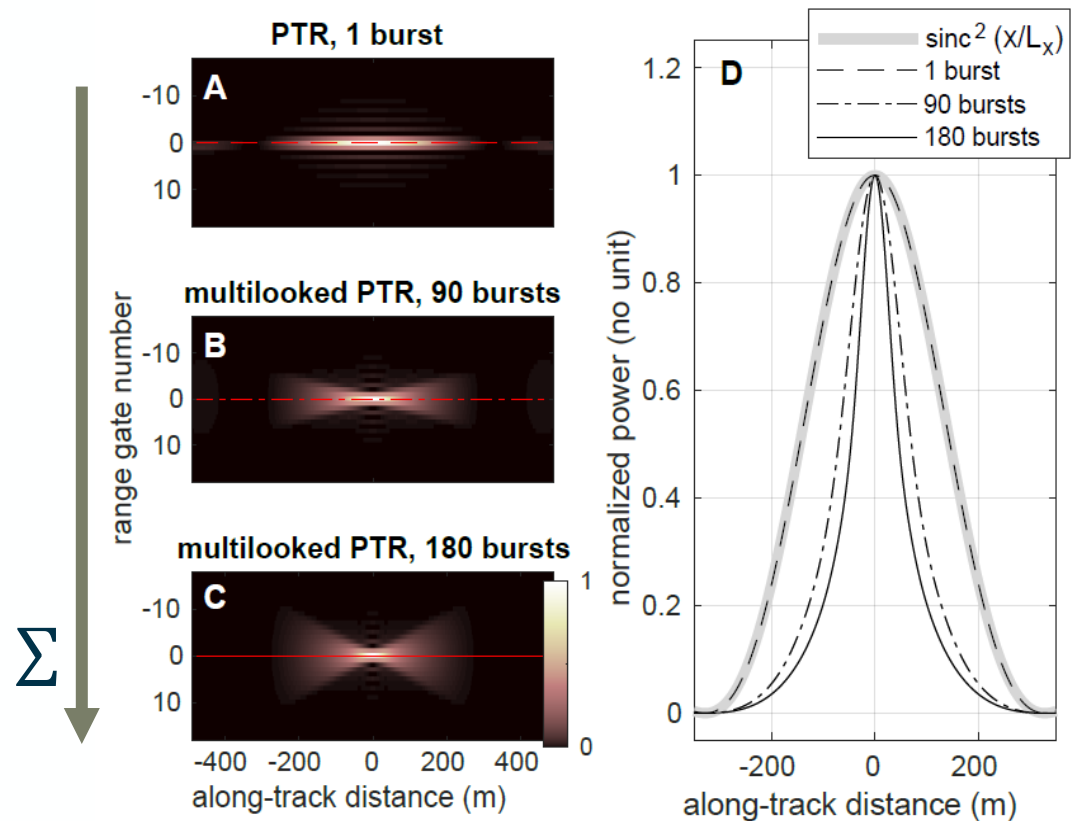 PTR, 1 burst
A
-10
0
10
multilooked PTR, 90 bursts
B
-10
0
10
range gate number
multilooked PTR, 180 bursts
C
-10
0
10
1
0
-400 -200 0 200 400
along-track distance (m)
Σ
sinc² (x/Lₓ)
1 burst
90 bursts
180 bursts
D
1.2
1
0.8
0.6
0.4
0.2
0
normalized power (no unit)
-200 0 200
along-track distance (m)